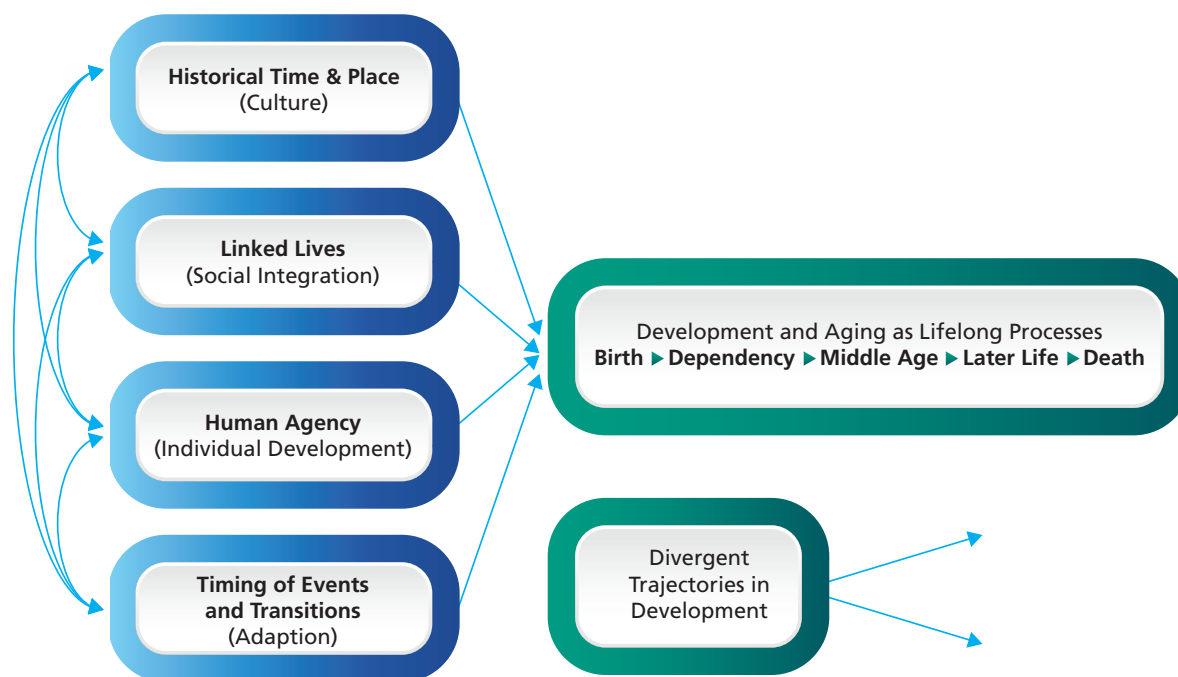 Historical Time & Place
(Culture)
Linked Lives
(Social Integration)
Human Agency
(Individual Development)
Timing of Events
and Transitions
(Adaption)
Development and Aging as Lifelong Processes
Birth ▶ Dependency ▶ Middle Age ▶ Later Life ▶ Death
Divergent
Trajectories in
Development